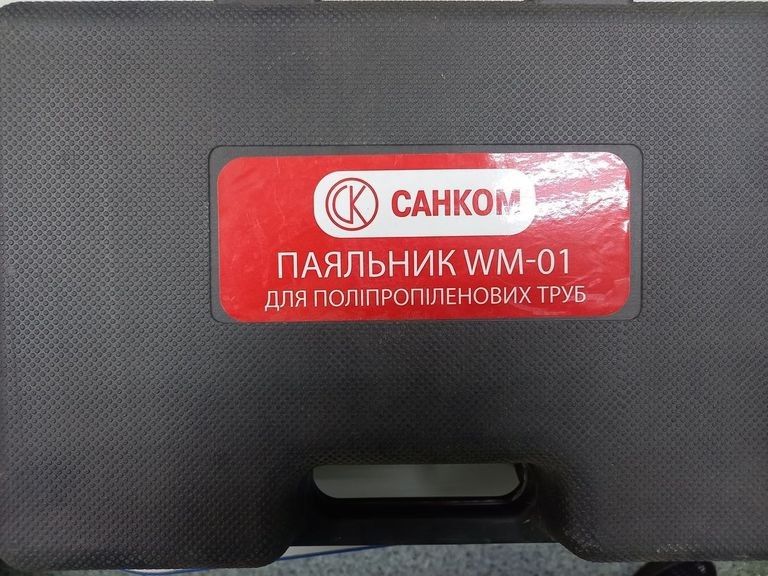 СК САНКОМ
ПАЯЛЬНИК WM-01
ДЛЯ ПОЛІПРОПІЛЕНОВИХ ТРУБ